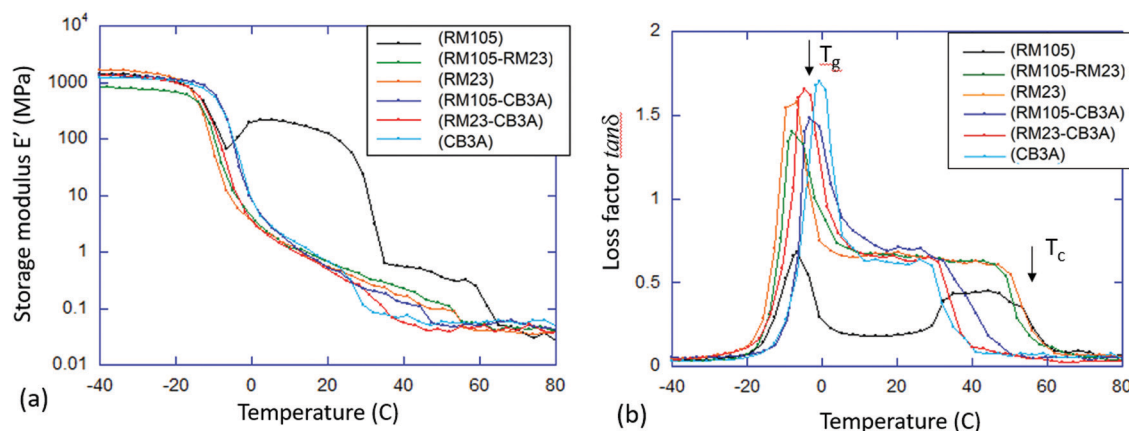 Storage modulus E' (MPa)
10⁴
1000
100
10
1
0.1
0.01
-40
-20
0
20
40
60
80
Temperature (C)
(a)
(RM105)
(RM105-RM23)
(RM23)
(RM105-CB3A)
(RM23-CB3A)
(CB3A)
Loss factor tanδ
2
1.5
1
0.5
0
-40
-20
0
20
40
60
80
Temperature (C)
(b)
Tg
Tc
(RM105)
(RM105-RM23)
(RM23)
(RM105-CB3A)
(RM23-CB3A)
(CB3A)